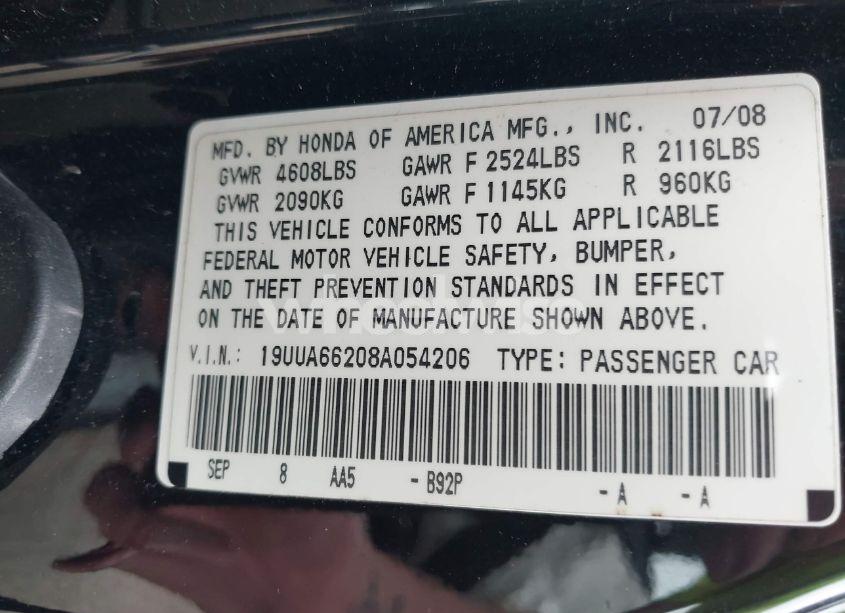 MFD. BY HONDA OF AMERICA MFG., INC. 07/08
GVWR 4608LBS GAWR F 2524LBS R 2116LBS
GVWR 2090KG GAWR F 1145KG R 960KG
THIS VEHICLE CONFORMS TO ALL APPLICABLE
FEDERAL MOTOR VEHICLE SAFETY, BUMPER,
AND THEFT PREVENTION STANDARDS IN EFFECT
ON THE DATE OF MANUFACTURE SHOWN ABOVE.
V.I.N.: 19UUA66208A054206 TYPE: PASSENGER CAR
SEP 8 AA5 - B92P - A - A